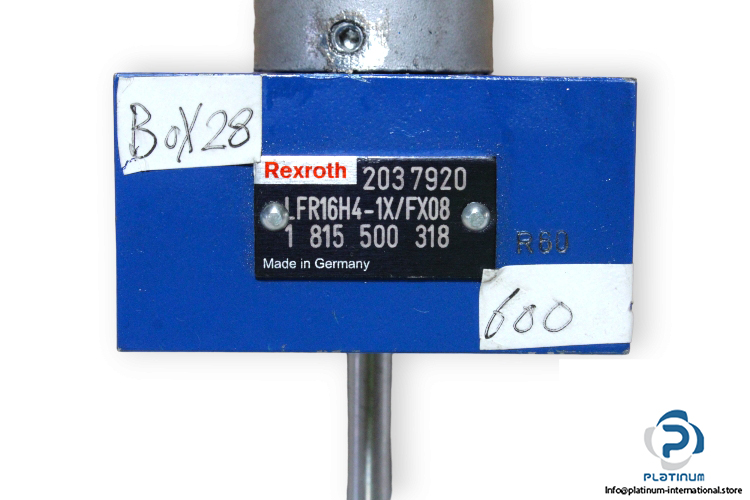 BOX28
Rexroth 203 7920
LFR16H4-1X/FX08
1 815 500 318
Made in Germany
R60
600
PLATINUM
Info@platinum-international.store